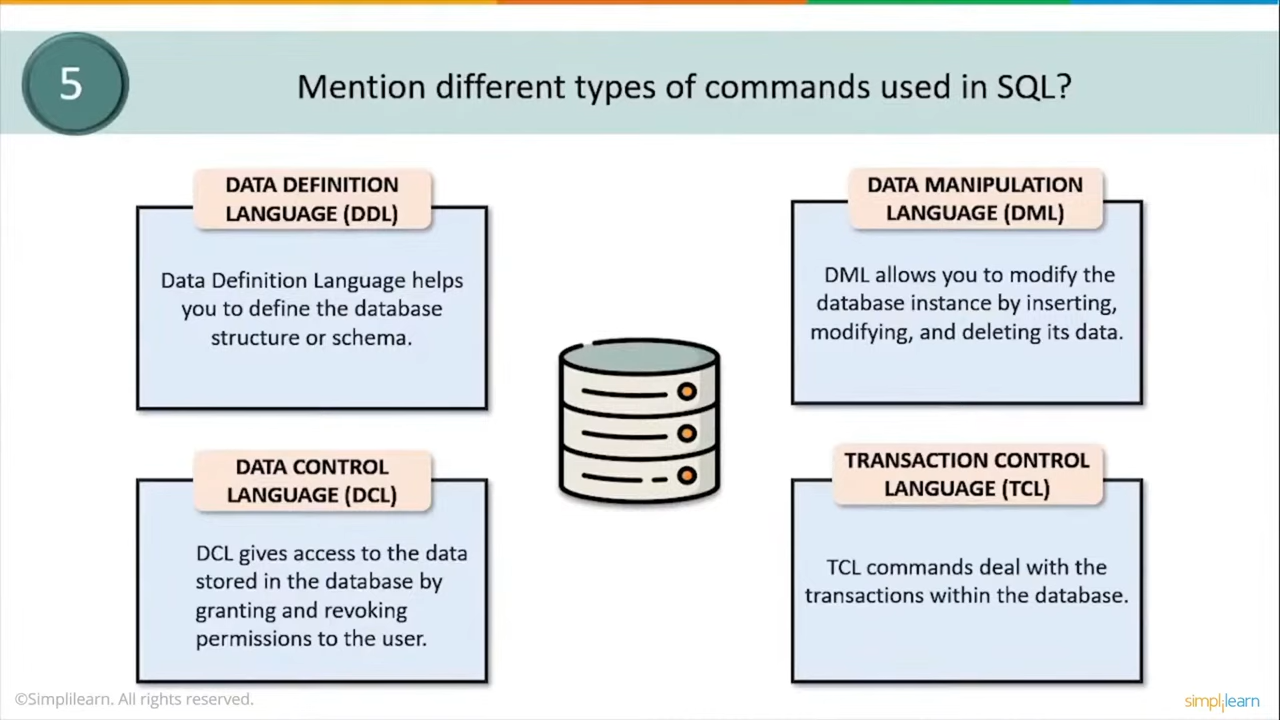 5
Mention different types of commands used in SQL?
DATA DEFINITION
LANGUAGE (DDL)
Data Definition Language helps
you to define the database
structure or schema.
DATA MANIPULATION
LANGUAGE (DML)
DML allows you to modify the
database instance by inserting,
modifying, and deleting its data.
DATA CONTROL
LANGUAGE (DCL)
DCL gives access to the data
stored in the database by
granting and revoking
permissions to the user.
TRANSACTION CONTROL
LANGUAGE (TCL)
TCL commands deal with the
transactions within the database.
©Simplilearn. All rights reserved.
simplilearn